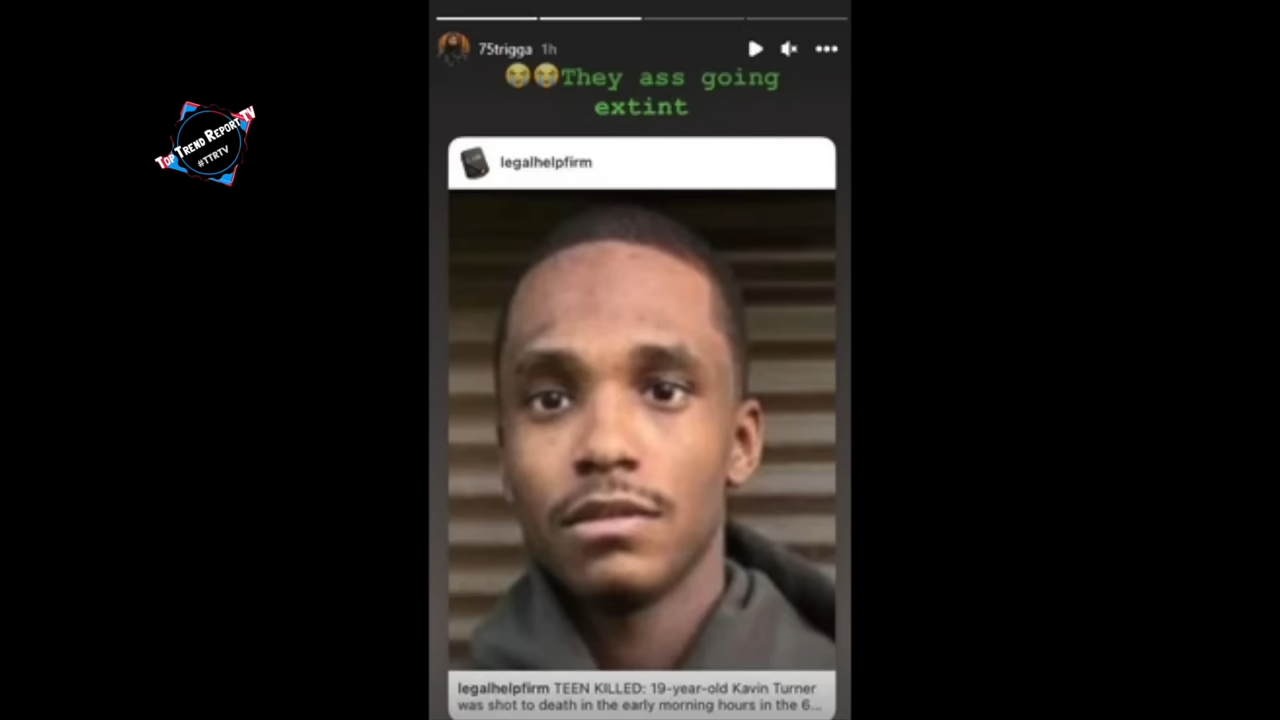 TOP TREND REPORT TV
#TTRTV
75trigga 1h
😭😭They ass going
extint
legalhelpfirm
legalhelpfirm TEEN KILLED: 19-year-old Kavin Turner
was shot to death in the early morning hours in the 6...